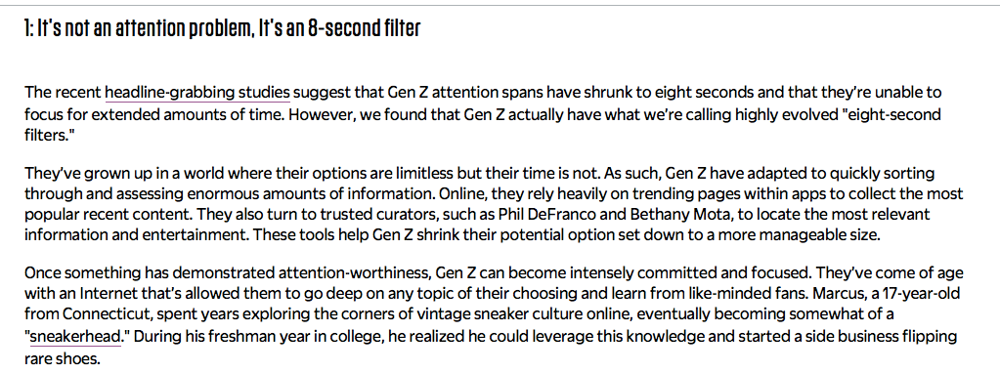 1: It's not an attention problem, It's an 8-second filter
The recent headline-grabbing studies suggest that Gen Z attention spans have shrunk to eight seconds and that they're unable to
focus for extended amounts of time. However, we found that Gen Z actually have what we're calling highly evolved "eight-second
filters."
They've grown up in a world where their options are limitless but their time is not. As such, Gen Z have adapted to quickly sorting
through and assessing enormous amounts of information. Online, they rely heavily on trending pages within apps to collect the most
popular recent content. They also turn to trusted curators, such as Phil DeFranco and Bethany Mota, to locate the most relevant
information and entertainment. These tools help Gen Z shrink their potential option set down to a more manageable size.
Once something has demonstrated attention-worthiness, Gen Z can become intensely committed and focused. They've come of age
with an Internet that's allowed them to go deep on any topic of their choosing and learn from like-minded fans. Marcus, a 17-year-old
from Connecticut, spent years exploring the corners of vintage sneaker culture online, eventually becoming somewhat of a
"sneakerhead." During his freshman year in college, he realized he could leverage this knowledge and started a side business flipping
rare shoes.